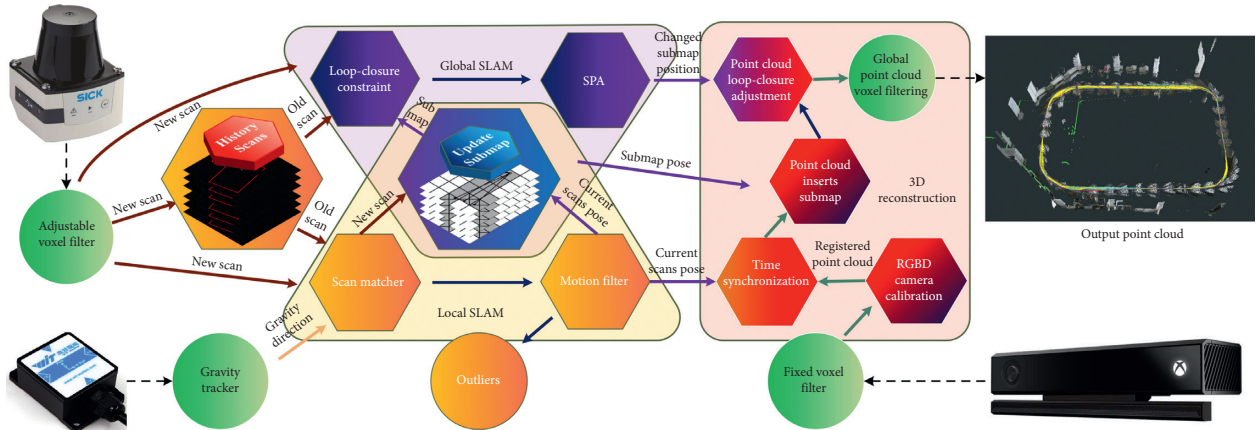 SICK
Adjustable
voxel filter
New scan
New scan
New scan
History
Scans
Old
scan
Old
scan
Loop-closure
constraint
Global SLAM
SPA
Sub
map
Update
Submap
New scan
Current
scans pose
Scan matcher
Motion filter
Local SLAM
Gravity
direction
Gravity
tracker
Outliers
Changed
submap
position
Submap pose
Current
scans pose
Point cloud
loop-closure
adjustment
Global
point cloud
voxel filtering
Point cloud
inserts
submap
3D
reconstruction
Time
synchronization
Registered
point cloud
RGBD
camera
calibration
Fixed voxel
filter
Output point cloud